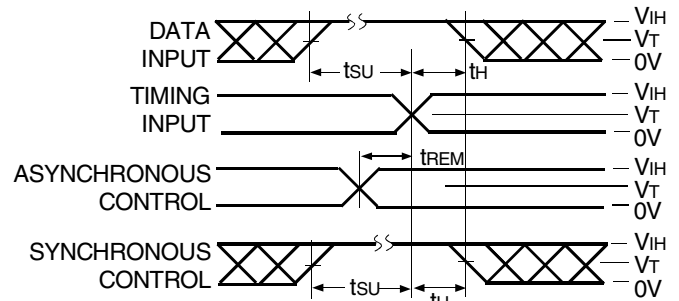 DATA
INPUT
tSU
tH
VIH
VT
0V
TIMING
INPUT
VIH
VT
0V
tREM
ASYNCHRONOUS
CONTROL
VIH
VT
0V
SYNCHRONOUS
CONTROL
tSU
VIH
VT
0V